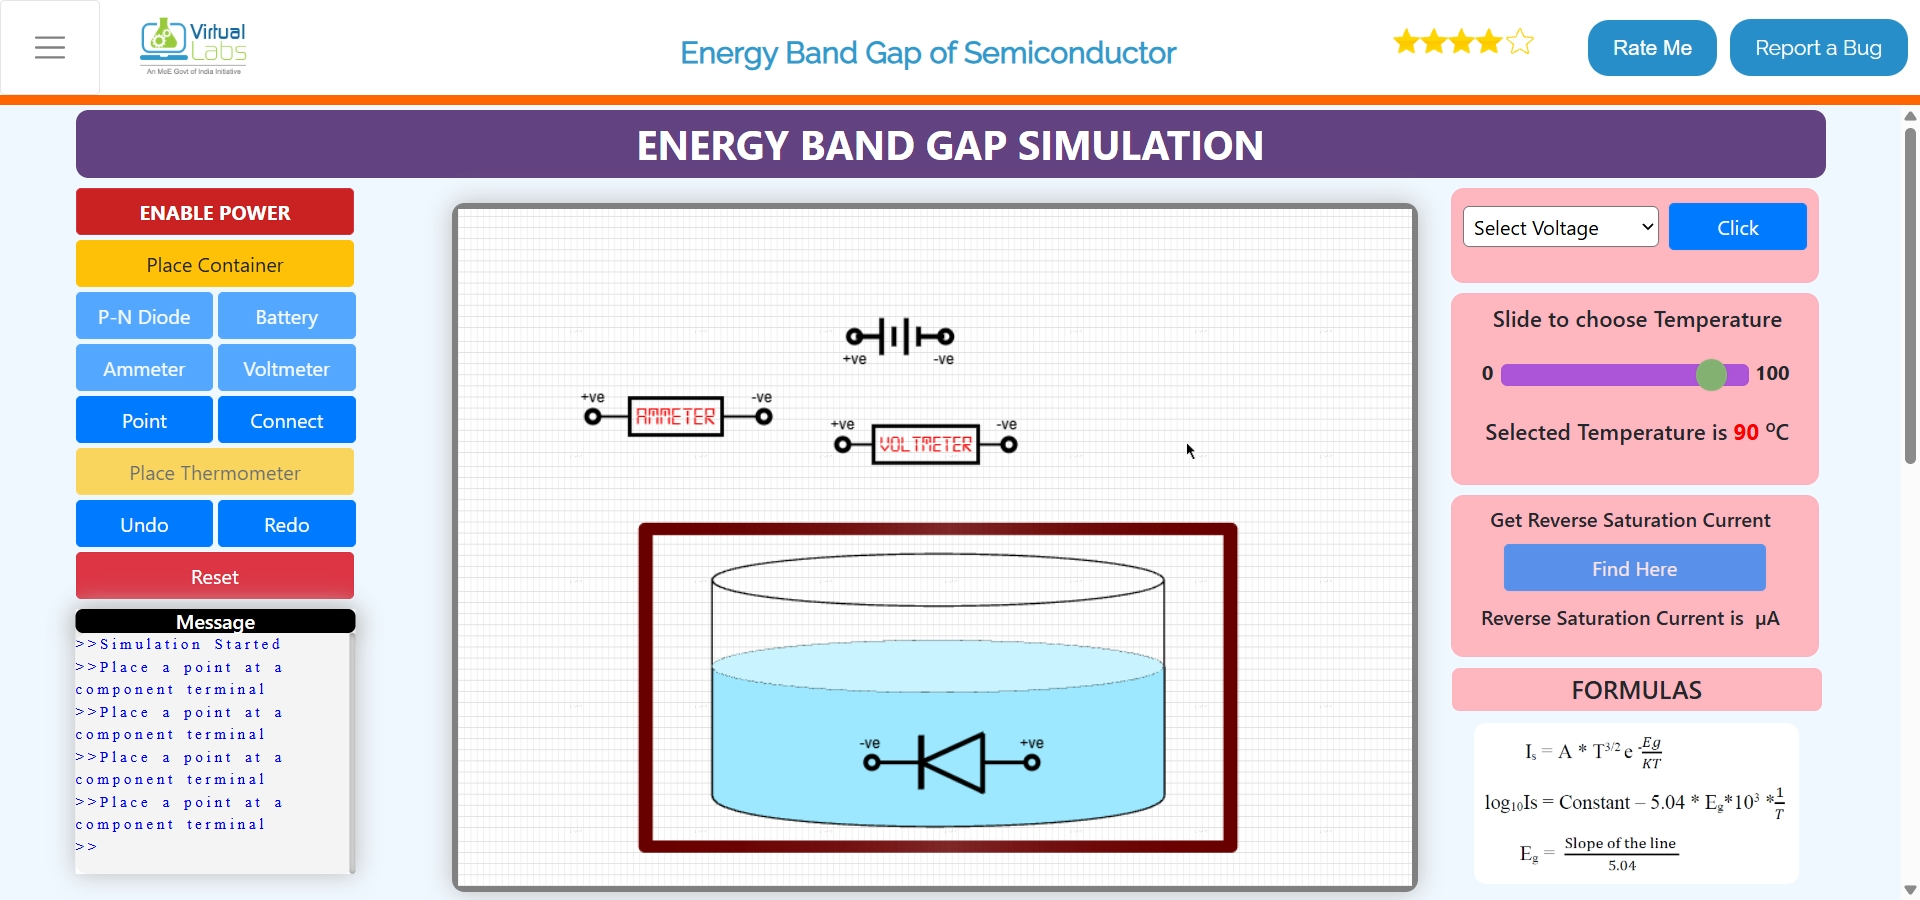 Virtual
Labs
An MoE Govt of India Initiative
Energy Band Gap of Semiconductor
Rate Me
Report a Bug
ENERGY BAND GAP SIMULATION
ENABLE POWER
Place Container
P-N Diode
Battery
Ammeter
Voltmeter
Point
Connect
Place Thermometer
Undo
Redo
Reset
Message
>>Simulation Started
>>Place a point at a
component terminal
>>Place a point at a
component terminal
>>Place a point at a
component terminal
>>Place a point at a
component terminal
>>
+ve -ve
+ve -ve
AMMETER
+ve -ve
VOLTMETER
-ve +ve
Select Voltage
Click
Slide to choose Temperature
0 100
Selected Temperature is 90 ºC
Get Reverse Saturation Current
Find Here
Reverse Saturation Current is µA
FORMULAS
Iₛ = A * T³/² e -Eg/KT
log₁₀Is = Constant – 5.04 * E₉*10³ *1/T
Eg = Slope of the line/5.04